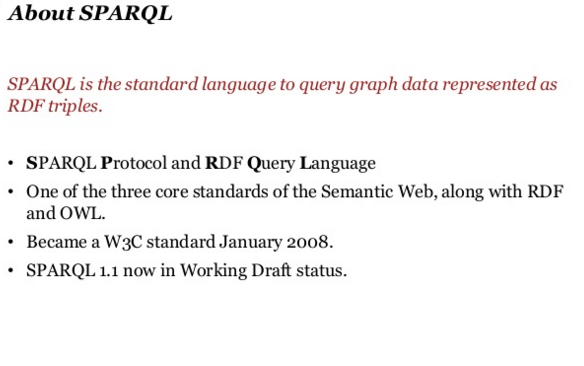 About SPARQL
SPARQL is the standard language to query graph data represented as
RDF triples.
• SPARQL Protocol and RDF Query Language
• One of the three core standards of the Semantic Web, along with RDF
and OWL.
• Became a W3C standard January 2008.
• SPARQL 1.1 now in Working Draft status.